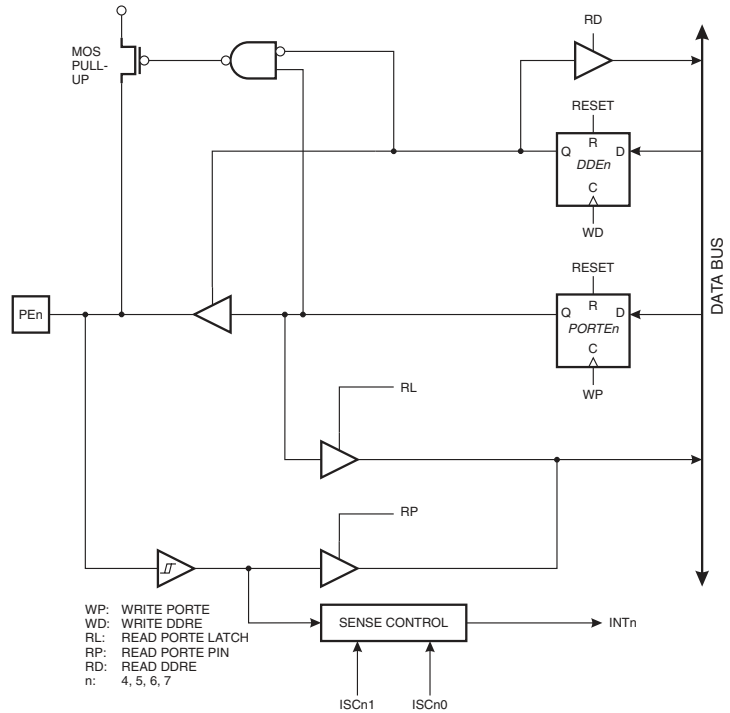 RD
MOS
PULL-
UP
RESET
R
Q
D
DDEn
C
WD
DATA BUS
RESET
R
PEn
Q
D
PORTEn
C
WP
RL
RP
WP: WRITE PORTE
WD: WRITE DDRE
RL: READ PORTE LATCH
RP: READ PORTE PIN
RD: READ DDRE
n: 4, 5, 6, 7
SENSE CONTROL
INTn
ISCn1
ISCn0